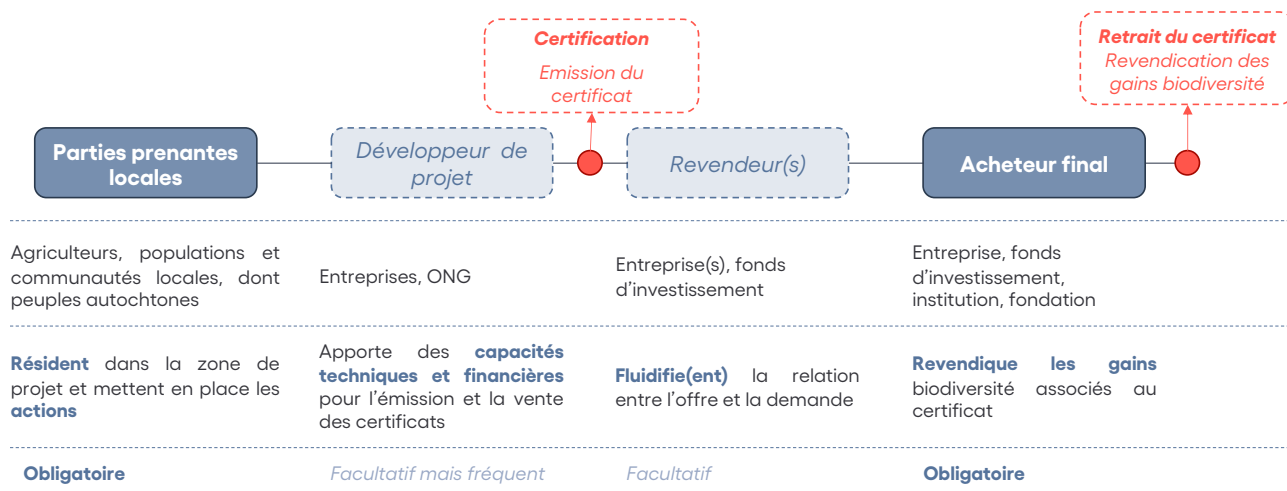 Certification
Emission du
certificat
Retrait du certificat
Revendication des
gains biodiversité
Parties prenantes
locales
Développeur de
projet
Revendeur(s)
Acheteur final
Agriculteurs, populations et
communautés locales, dont
peuples autochtones
Entreprises, ONG
Entreprise(s), fonds
d'investissement
Entreprise, fonds
d'investissement,
institution, fondation
Résident dans la zone de
projet et mettent en place les
actions
Apporte des capacités
techniques et financières
pour l'émission et la vente
des certificats
Fluidifie(ent) la relation
entre l'offre et la demande
Revendique les gains
biodiversité associés au
certificat
Obligatoire
Facultatif mais fréquent
Facultatif
Obligatoire